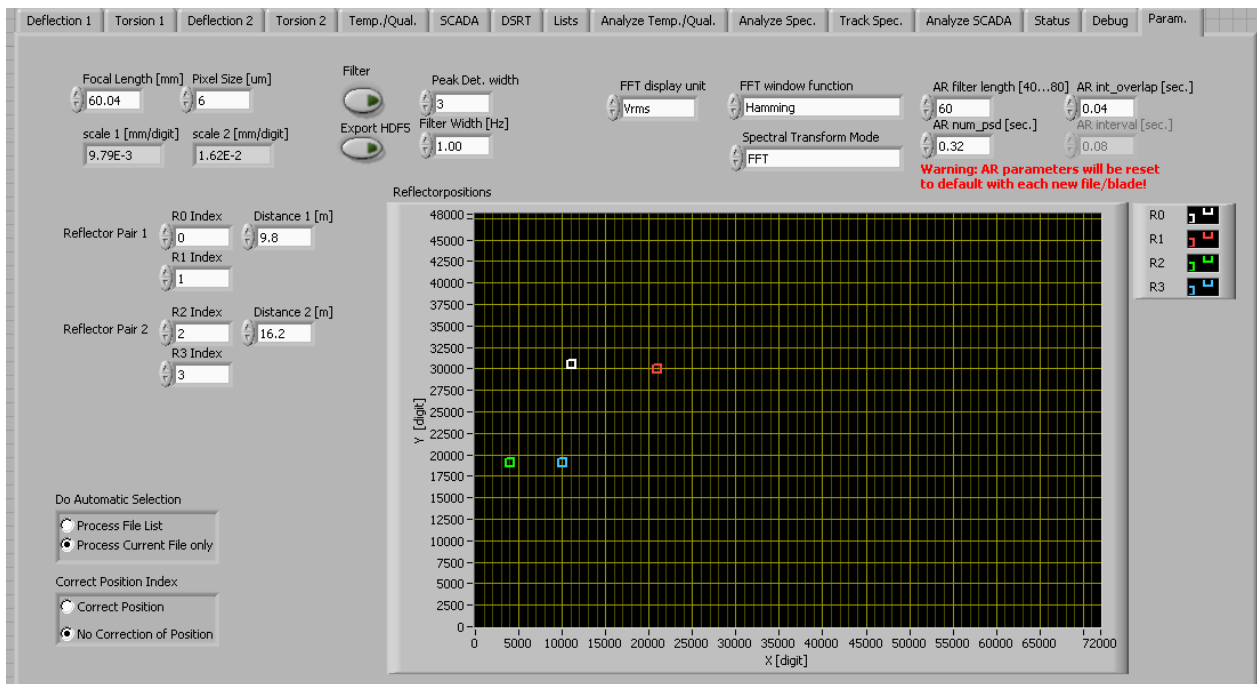 Deflection 1 Torsion 1 Deflection 2 Torsion 2 Temp./Qual. SCADA DSRT Lists Analyze Temp./Qual. Analyze Spec. Track Spec. Analyze SCADA Status Debug Param.
Focal Length [mm] Pixel Size [um]
60.04 6
scale 1 [mm/digit] scale 2 [mm/digit]
9.79E-3 1.62E-2
Filter
Export HDF5
Peak Det. width
3
Filter Width [Hz]
1.00
FFT display unit
Vrms
FFT window function
Hamming
Spectral Transform Mode
FFT
AR filter length [40...80] AR int_overlap [sec.]
60 0.04
AR num_psd [sec.] AR interval [sec.]
0.32 0.08
Warning: AR parameters will be reset
to default with each new file/blade!
R0 Index Distance 1 [m]
Reflector Pair 1 0 9.8
R1 Index
1
R2 Index Distance 2 [m]
Reflector Pair 2 2 16.2
R3 Index
3
Do Automatic Selection
Process File List
Process Current File only
Correct Position Index
Correct Position
No Correction of Position
Reflectorpositions
Y [digit]
48000
45000
42500
40000
37500
35000
32500
30000
27500
25000
22500
20000
17500
15000
12500
10000
7500
5000
2500
0
0 5000 10000 15000 20000 25000 30000 35000 40000 45000 50000 55000 60000 65000 72000
X [digit]
R0
R1
R2
R3